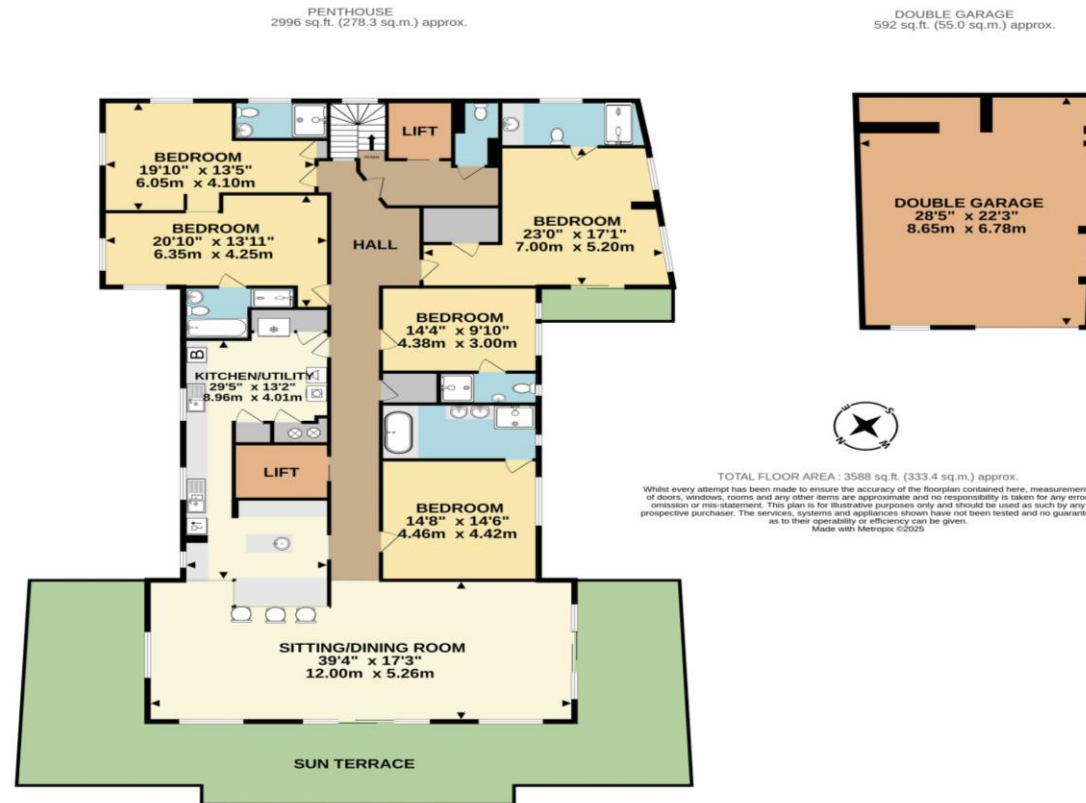 PENTHOUSE
2996 sq.ft. (278.3 sq.m.) approx.
DOUBLE GARAGE
592 sq.ft. (55.0 sq.m.) approx.
LIFT
BEDROOM
19'10" x 13'5"
6.05m x 4.10m
DOWN
BEDROOM
20'10" x 13'11"
6.35m x 4.25m
HALL
BEDROOM
23'0" x 17'1"
7.00m x 5.20m
DOUBLE GARAGE
28'5" x 22'3"
8.65m x 6.78m
BEDROOM
14'4" x 9'10"
4.38m x 3.00m
B
KITCHEN/UTILITY
29'5" x 13'2"
8.96m x 4.01m
LIFT
BEDROOM
14'8" x 14'6"
4.46m x 4.42m
SITTING/DINING ROOM
39'4" x 17'3"
12.00m x 5.26m
SUN TERRACE
E
S
N
W
TOTAL FLOOR AREA : 3588 sq.ft. (333.4 sq.m.) approx.
Whilst every attempt has been made to ensure the accuracy of the floorplan contained here, measurement
of doors, windows, rooms and any other items are approximate and no responsibility is taken for any erro
omission or mis-statement. This plan is for illustrative purposes only and should be used as such by any
prospective purchaser. The services, systems and appliances shown have not been tested and no guarant
as to their operability or efficiency can be given.
Made with Metropix ©2025